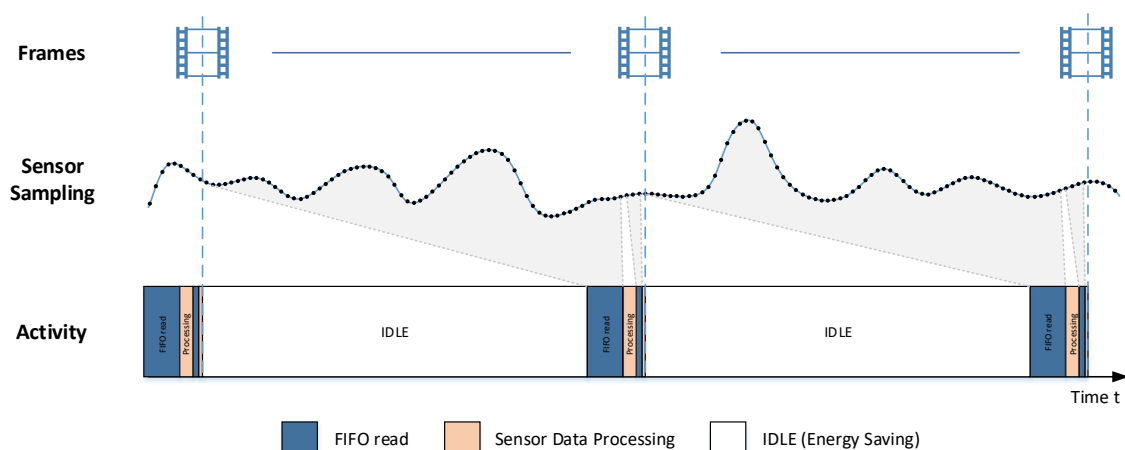 Frames
Sensor
Sampling
Activity
FIFO read
Processing
IDLE
FIFO read
Processing
IDLE
FIFO read
Processing
Time t
FIFO read
Sensor Data Processing
IDLE (Energy Saving)